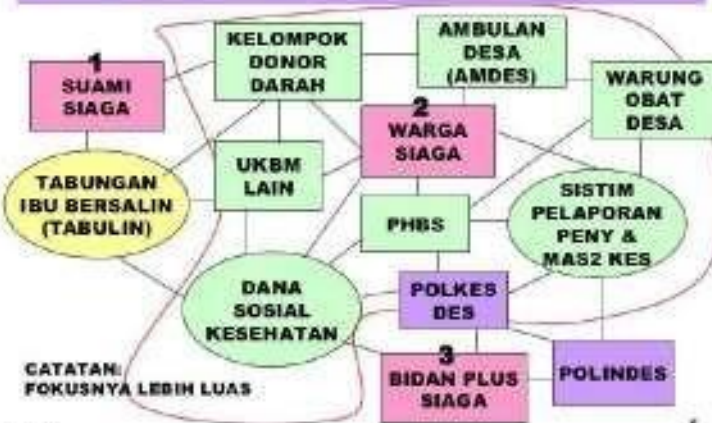 KELOMPOK
DONOR
DARAH
AMBULAN
DESA
(AMDES)
1
SUAMI
SIAGA
WARUNG
OBAT
DESA
2
WARGA
SIAGA
UKBM
LAIN
TABUNGAN
IBU BERSALIN
(TABULIN)
SISTIM
PELAPORAN
PENY &
MAS2 KES
PHBS
DANA
SOSIAL
KESEHATAN
POLKES
DES
CATATAN:
FOKUSNYA LEBIH LUAS
3
BIDAN PLUS
SIAGA
POLINDES